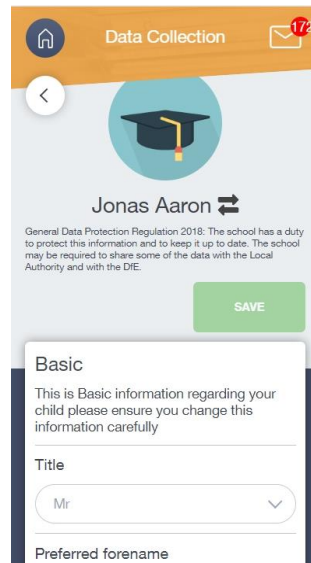 Data Collection
172
Jonas Aaron
General Data Protection Regulation 2018: The school has a duty
to protect this information and to keep it up to date. The school
may be required to share some of the data with the Local
Authority and with the DfE.
SAVE
Basic
This is Basic information regarding your
child please ensure you change this
information carefully
Title
Mr
Preferred forename